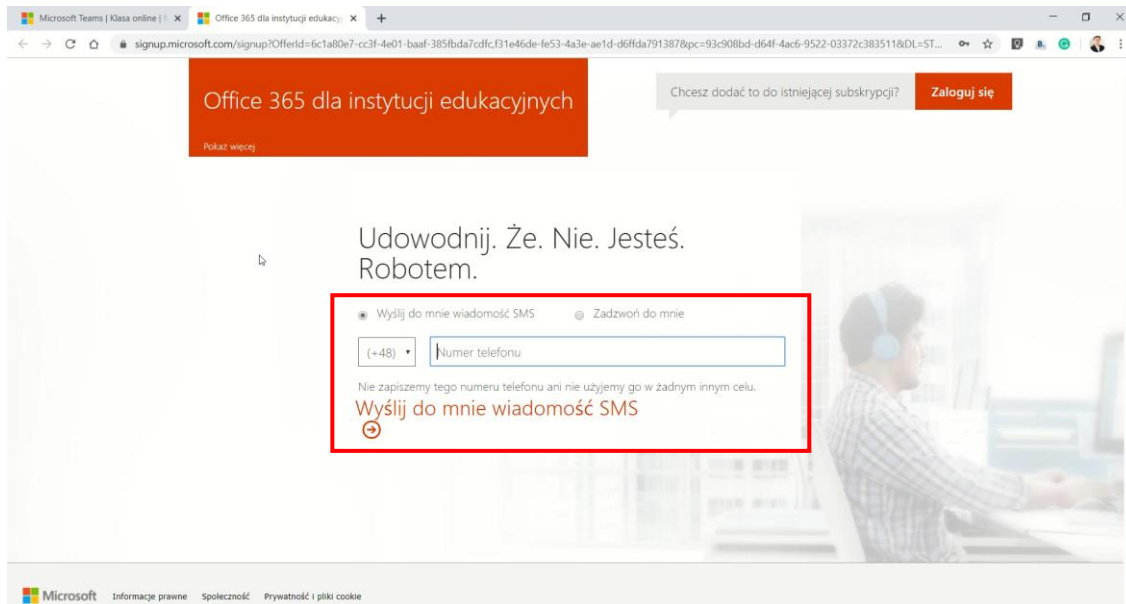 Microsoft Teams | Klasa online |
Office 365 dla instytucji edukacyj
signup.microsoft.com/signup?OfferId=6c1a80e7-cc3f-4e01-baaf-385fbda7cdfc,f31e46de-fe53-4a3e-ae1d-d6ffda791387&pc=93c908bd-d64f-4ac6-9522-03372c383511&DL=ST...
Office 365 dla instytucji edukacyjnych
Pokaż więcej
Chcesz dodać to do istniejącej subskrypcji?
Zaloguj się
Udowodnij. Że. Nie. Jesteś.
Robotem.
Wyślij do mnie wiadomość SMS
Zadzwoń do mnie
(+48)
Numer telefonu
Nie zapiszemy tego numeru telefonu ani nie użyjemy go w żadnym innym celu.
Wyślij do mnie wiadomość SMS
Microsoft Informacje prawne Społeczność Prywatność i pliki cookie